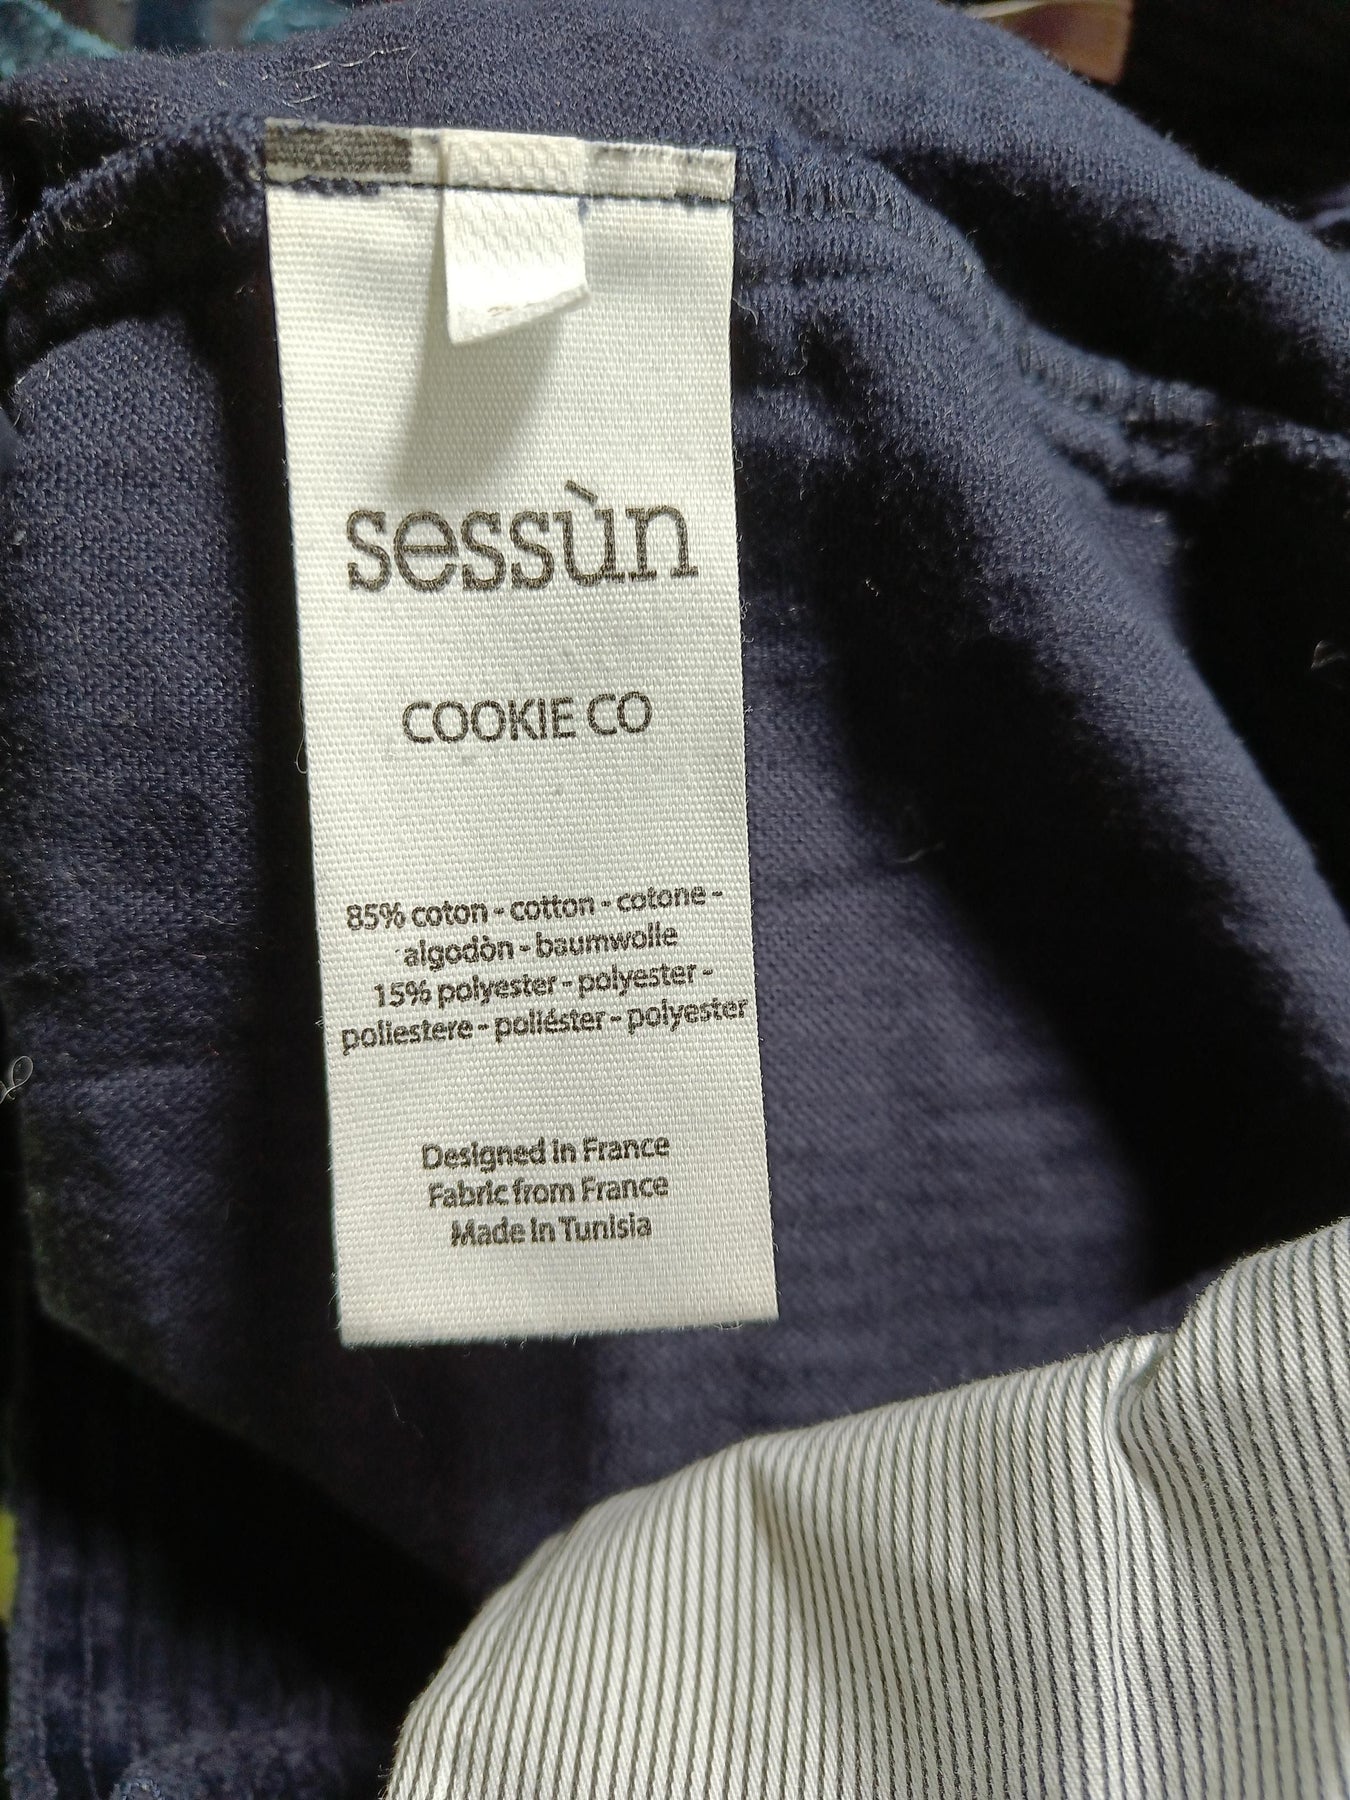 sessùn
COOKIE CO
85% coton - cotton - cotone -
algodòn - baumwolle
15% polyester - polyester -
poliestere - poliéster - polyester
Designed in France
Fabric from France
Made in Tunisia